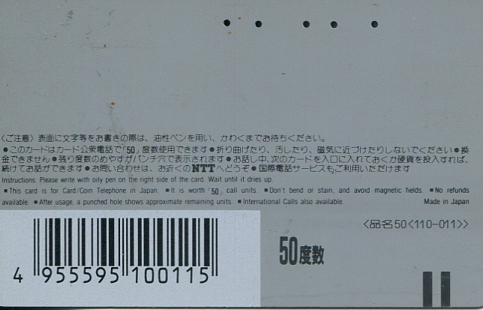 〈ご注意〉表面に文字等をお書きの際は、油性ペンを用い、かわくまでお待ちください。
●このカードはカード公衆電話で「50」度数使用できます●折り曲げたり、汚したり、磁気に近づけたりしないでください●換
金できません●残り度数のめやすがパンチ穴で表示されます●お話し中、次のカードを入口に入れておくか硬貨を投入すれば、
続けてお話ができます●お問い合わせは、お近くのNTTへどうぞ●国際電話サービスもご利用いただけます
Instructions. Please write with oily pen on the right side of the card. Wait until it dries up.
■This card is for Card/Coin Telephone in Japan. ■It is worth「50」call units. ■Don't bend or stain, and avoid magnetic fields. ■No refunds
available. ■After usage, a punched hole shows approximate remaining units. ■International Calls also available. Made in Japan
〈品名50〈110-011〉〉
50度数
4 955595 100115